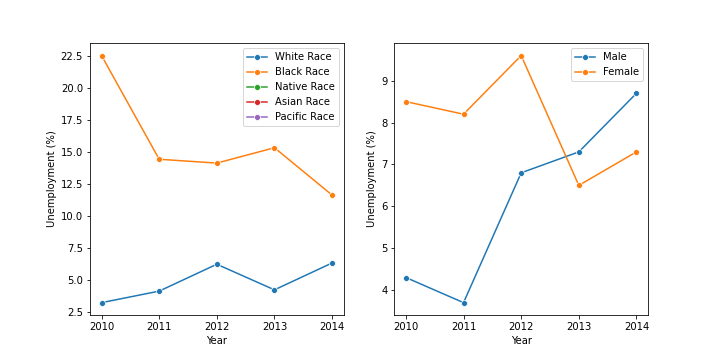 22.5
20.0
17.5
15.0
12.5
10.0
7.5
5.0
2.5
Unemployment (%)
White Race
Black Race
Native Race
Asian Race
Pacific Race
2010 2011 2012 2013 2014
Year
9
8
7
6
5
4
Unemployment (%)
Male
Female
2010 2011 2012 2013 2014
Year